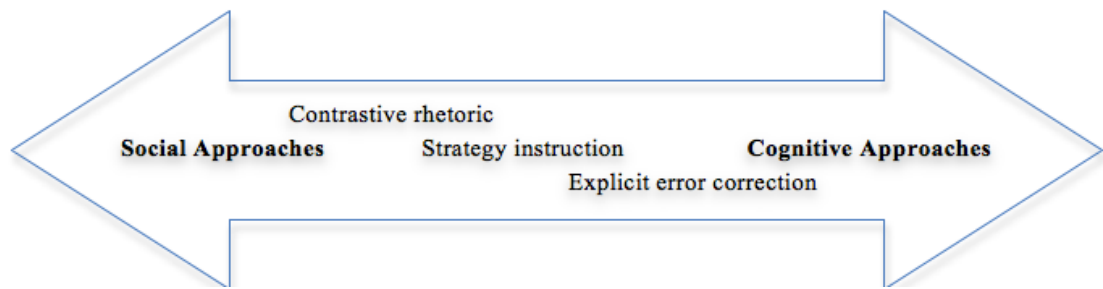 Contrastive rhetoric
Social Approaches Strategy instruction Cognitive Approaches
Explicit error correction